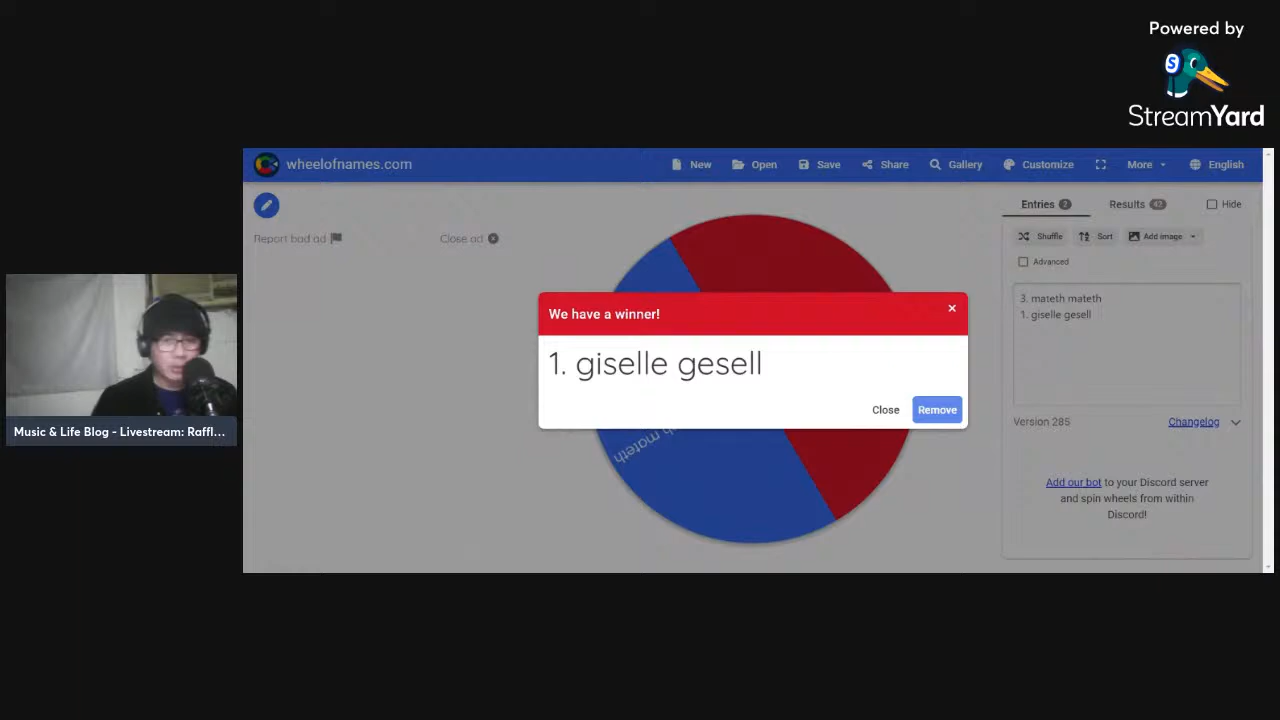 Powered by
S
StreamYard
wheelofnames.com
New
Open
Save
Share
Gallery
Customize
More
English
Report bad ad
Close ad
Entries 2
Results 42
Hide
Shuffle
Sort
Add image
Advanced
3. mateth mateth
1. giselle gesell
We have a winner!
×
1. giselle gesell
Close
Remove
mateth
Version 285
Changelog
Add our bot to your Discord server
and spin wheels from within
Discord!
Music & Life Blog - Livestream: Raffl...